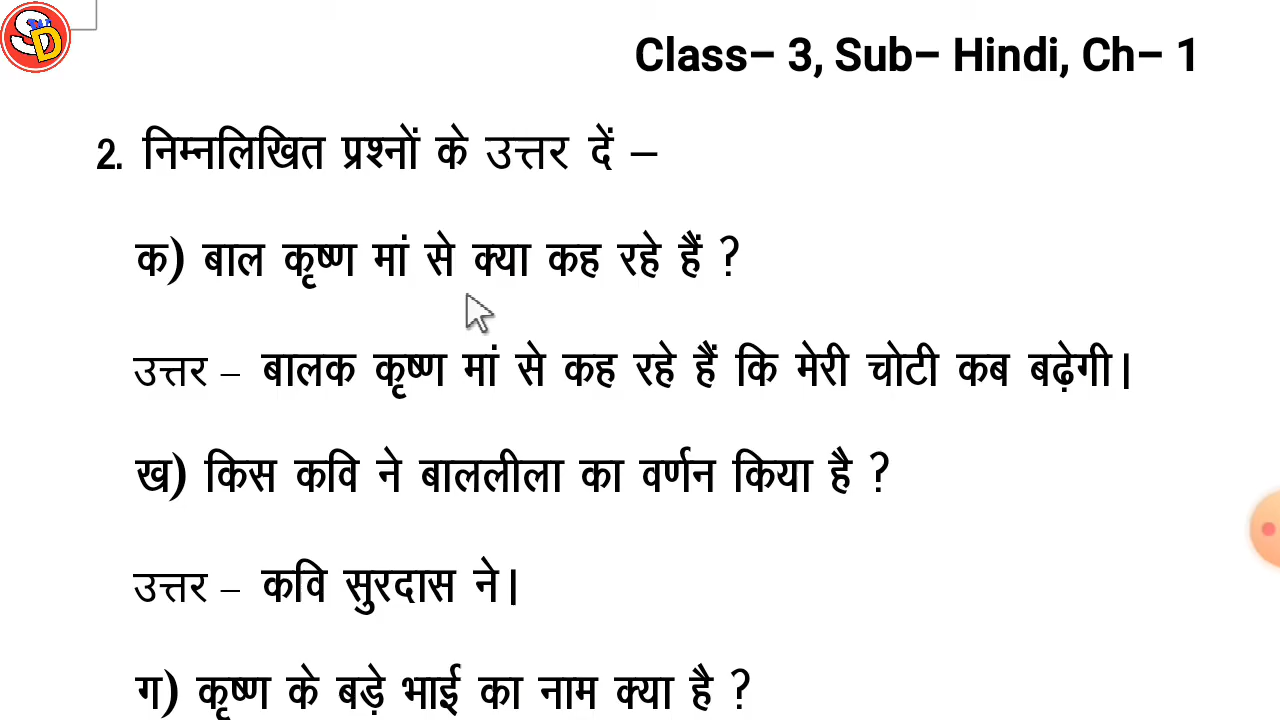 SD
Class– 3, Sub– Hindi, Ch– 1
2. निम्नलिखित प्रश्नों के उत्तर दें –
क) बाल कृष्ण मां से क्या कह रहे हैं ?
उत्तर – बालक कृष्ण मां से कह रहे हैं कि मेरी चोटी कब बढ़ेगी।
ख) किस कवि ने बाललीला का वर्णन किया है ?
उत्तर – कवि सुरदास ने।
ग) कृष्ण के बड़े भाई का नाम क्या है ?